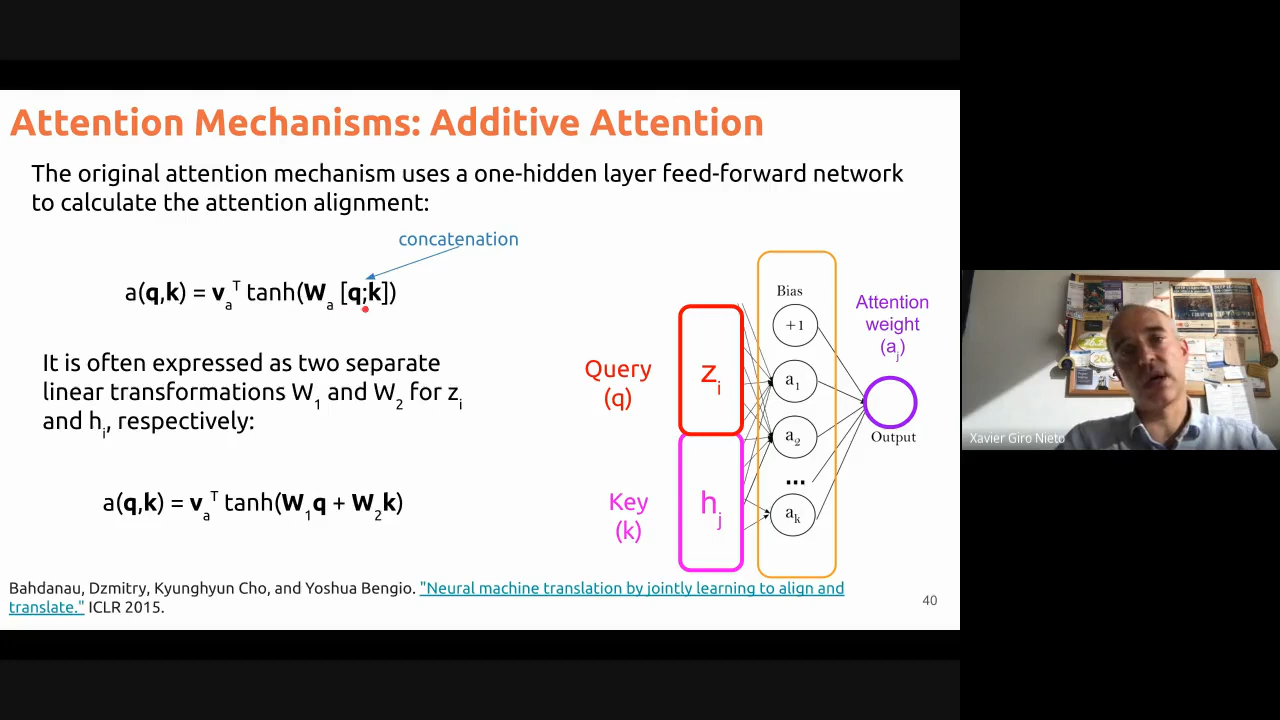 Attention Mechanisms: Additive Attention
The original attention mechanism uses a one-hidden layer feed-forward network
to calculate the attention alignment:
concatenation
a(q,k) = vₐᵀ tanh(Wₐ [q;k])
It is often expressed as two separate
linear transformations W₁ and W₂ for zᵢ
and hᵢ, respectively:
a(q,k) = vₐᵀ tanh(W₁q + W₂k)
Query
(q)
zᵢ
Key
(k)
hⱼ
Bias
+1
a₁
a₂
...
aₖ
Attention
weight
(aⱼ)
Output
Bahdanau, Dzmitry, Kyunghyun Cho, and Yoshua Bengio. "Neural machine translation by jointly learning to align and
translate." ICLR 2015.
40
Xavier Giro Nieto